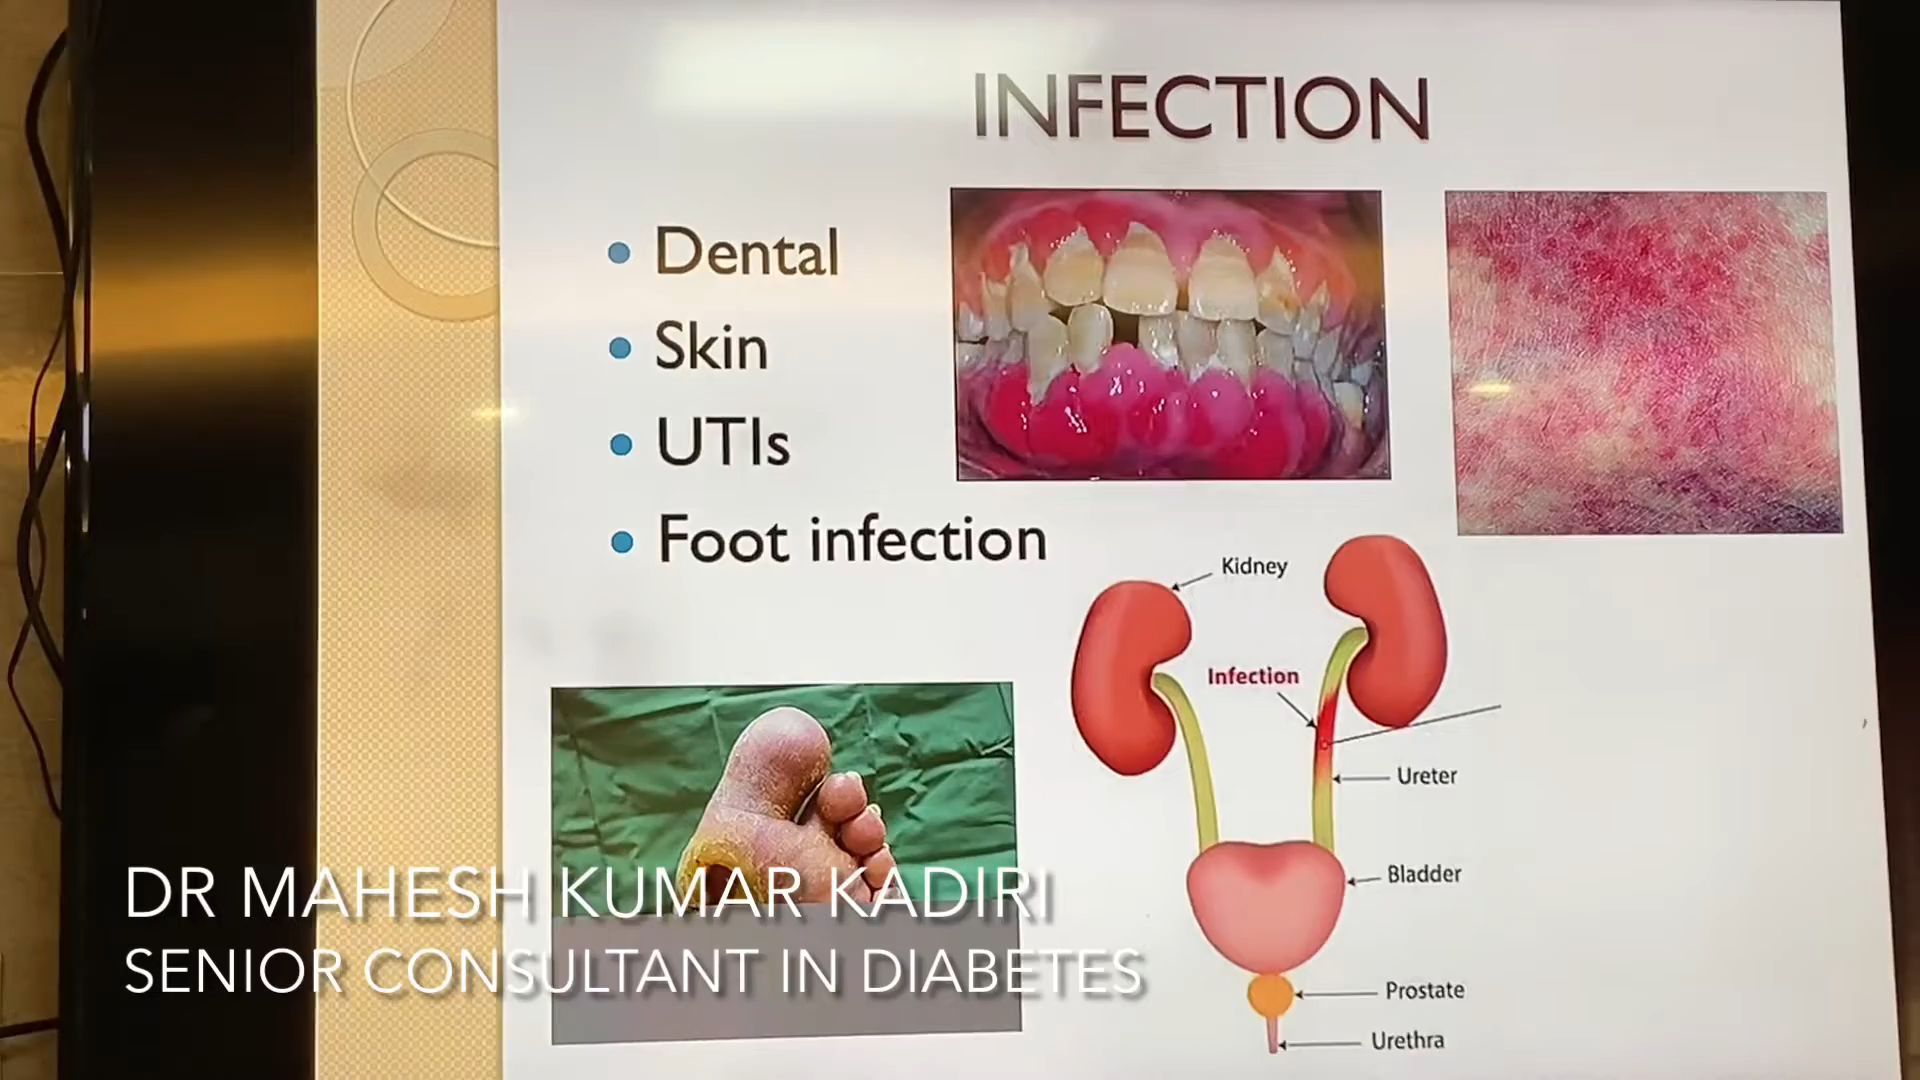 INFECTION
Dental
Skin
UTIs
Foot infection
Kidney
Infection
Ureter
Bladder
Prostate
Urethra
DR MAHESH KUMAR KADIRI
SENIOR CONSULTANT IN DIABETES